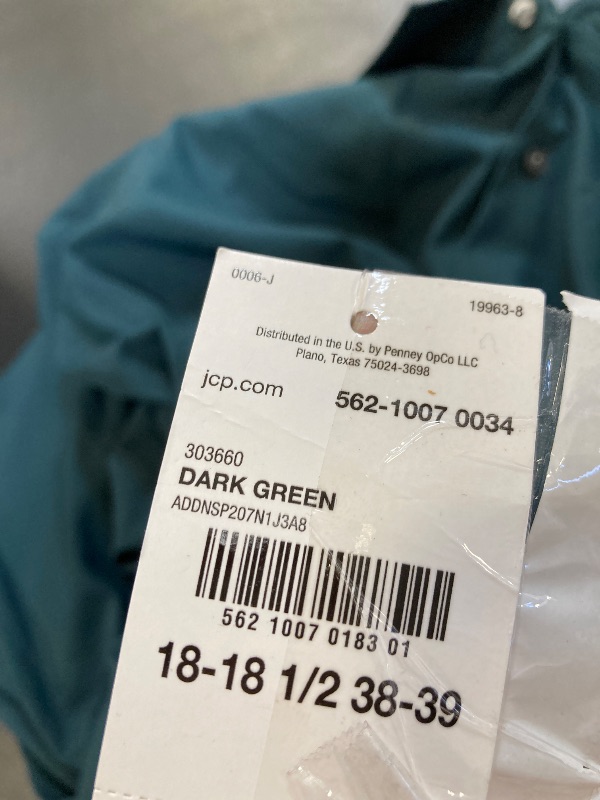 0006-J
19963-8
Distributed in the U.S. by Penney OpCo LLC
Plano, Texas 75024-3698
jcp.com
562-1007 0034
303660
DARK GREEN
ADDNSP207N1J3A8
562 1007 0183 01
18-18 1/2 38-39